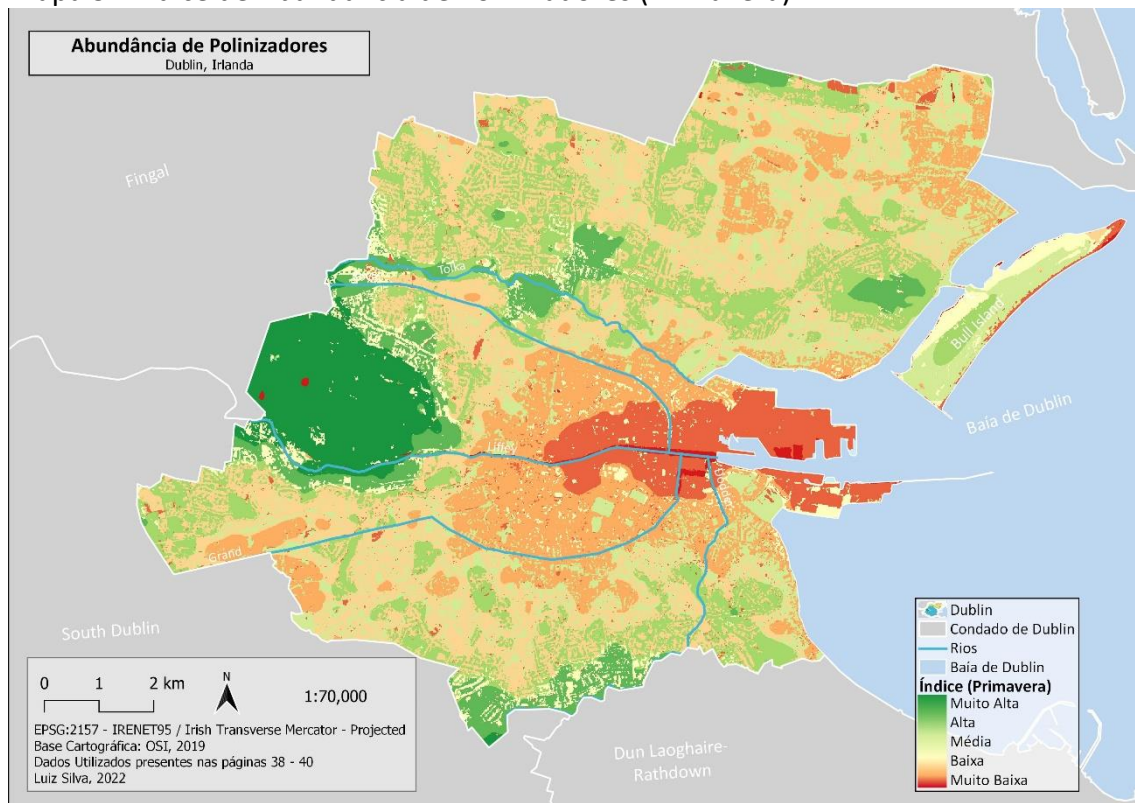 Abundância de Polinizadores
Dublin, Irlanda
Fingal
Tolka
Bull Island
Baía de Dublin
Liffey
Grand
South Dublin
Dun Laoghaire-
Rathdown
0 1 2 km
N
1:70,000
EPSG:2157 - IRENET95 / Irish Transverse Mercator - Projected
Base Cartográfica: OSI, 2019
Dados Utilizados presentes nas páginas 38 - 40
Luiz Silva, 2022
Dublin
Condado de Dublin
Rios
Baía de Dublin
Índice (Primavera)
Muito Alta
Alta
Média
Baixa
Muito Baixa